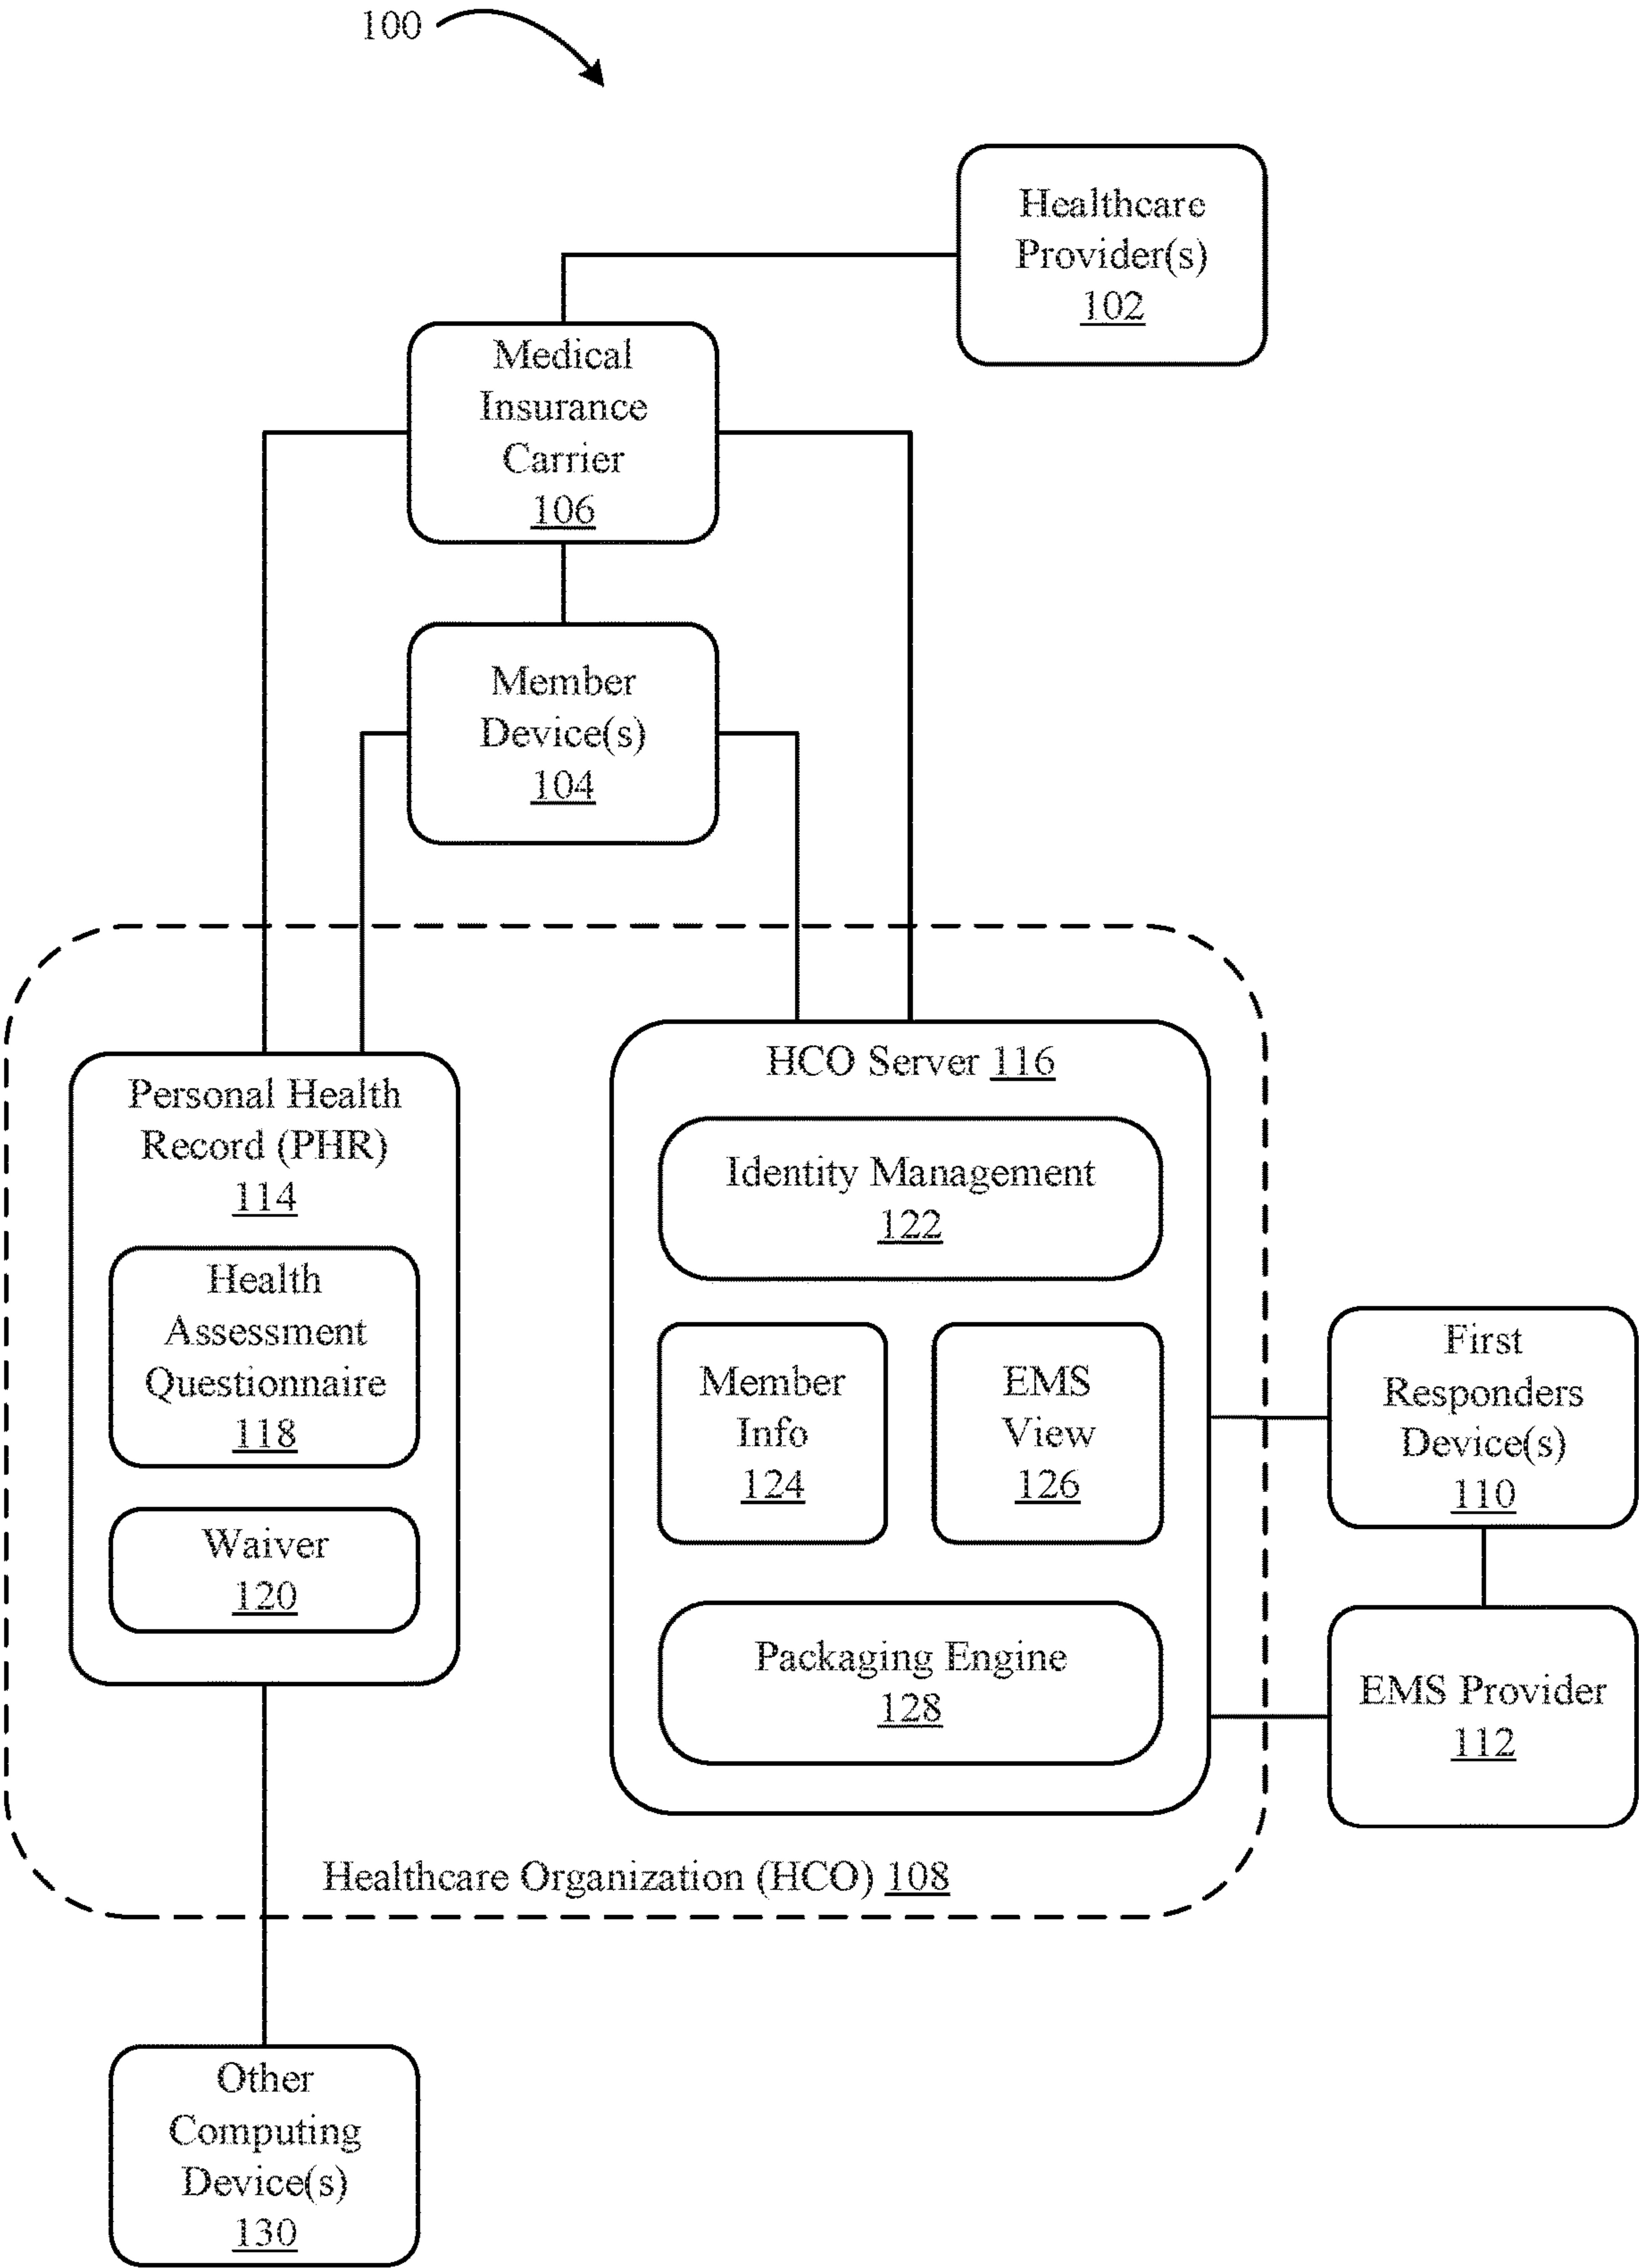 100
Healthcare
Provider(s)
102
Medical
Insurance
Carrier
106
Member
Device(s)
104
Personal Health
Record (PHR)
114
Health
Assessment
Questionnaire
118
Waiver
120
HCO Server 116
Identity Management
122
Member
Info
124
EMS
View
126
Packaging Engine
128
First
Responders
Device(s)
110
EMS Provider
112
Healthcare Organization (HCO) 108
Other
Computing
Device(s)
130